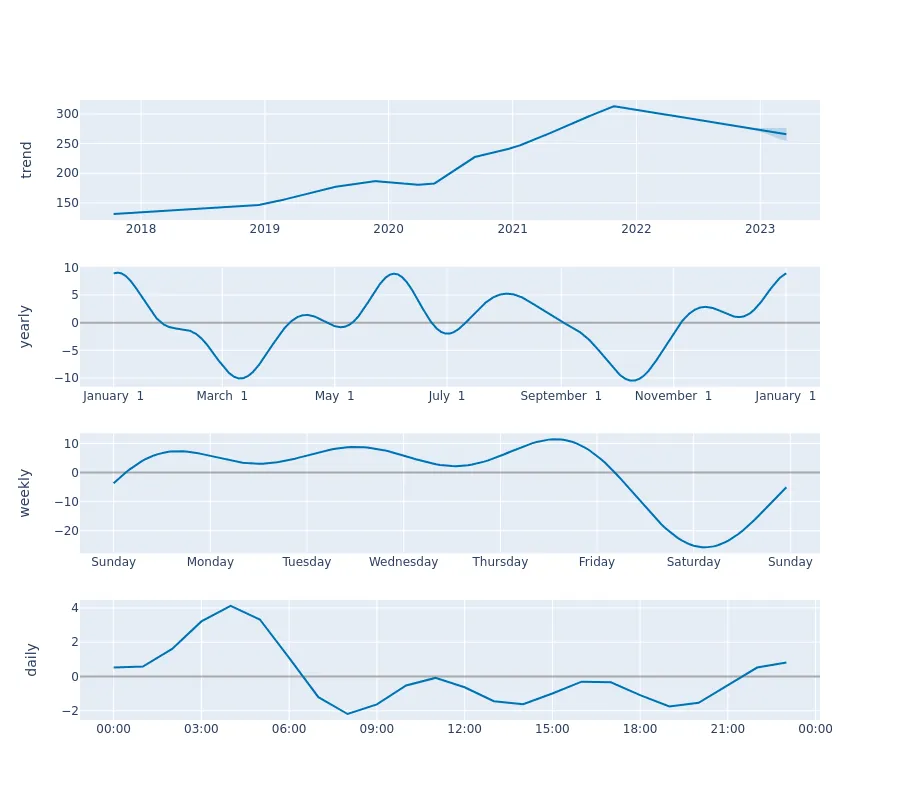 300
250
200
150
trend
2018 2019 2020 2021 2022 2023
10
5
0
−5
−10
yearly
January 1 March 1 May 1 July 1 September 1 November 1 January 1
10
0
−10
−20
weekly
Sunday Monday Tuesday Wednesday Thursday Friday Saturday Sunday
4
2
0
−2
daily
00:00 03:00 06:00 09:00 12:00 15:00 18:00 21:00 00:00